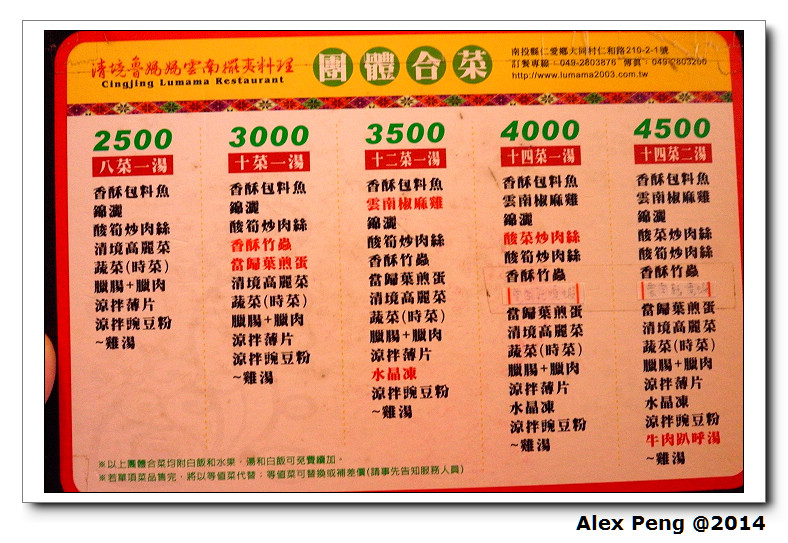 清境魯媽媽雲南擺夷料理
Cingjing Lumama Restaurant
團體合菜
南投縣仁愛鄉大同村仁和路210-2-1號
訂餐專線：049-2803876 傳真：049-2803206
http://www.lumama2003.com.tw
2500
八菜一湯
香酥包料魚
錦灑
酸筍炒肉絲
清境高麗菜
蔬菜(時菜)
臘腸+臘肉
涼拌薄片
涼拌豌豆粉
~雞湯
3000
十菜一湯
香酥包料魚
錦灑
酸筍炒肉絲
香酥竹蟲
當歸葉煎蛋
清境高麗菜
蔬菜(時菜)
臘腸+臘肉
涼拌薄片
涼拌豌豆粉
~雞湯
3500
十二菜一湯
香酥包料魚
雲南椒麻雞
錦灑
酸筍炒肉絲
香酥竹蟲
當歸葉煎蛋
清境高麗菜
蔬菜(時菜)
臘腸+臘肉
涼拌薄片
水晶凍
涼拌豌豆粉
~雞湯
4000
十四菜一湯
香酥包料魚
雲南椒麻雞
錦灑
酸菜炒肉絲
酸筍炒肉絲
香酥竹蟲
當歸葉煎蛋
清境高麗菜
蔬菜(時菜)
臘腸+臘肉
涼拌薄片
水晶凍
涼拌豌豆粉
~雞湯
4500
十四菜二湯
香酥包料魚
雲南椒麻雞
錦灑
酸菜炒肉絲
酸筍炒肉絲
香酥竹蟲
當歸葉煎蛋
清境高麗菜
蔬菜(時菜)
臘腸+臘肉
涼拌薄片
水晶凍
涼拌豌豆粉
牛肉趴呼湯
~雞湯
※以上團體合菜均附白飯和水果，湯和白飯可免費續加。
※若單項菜品售完，將以等值菜代替；等值菜可替換或補差價(請事先告知服務人員)
Alex Peng @2014